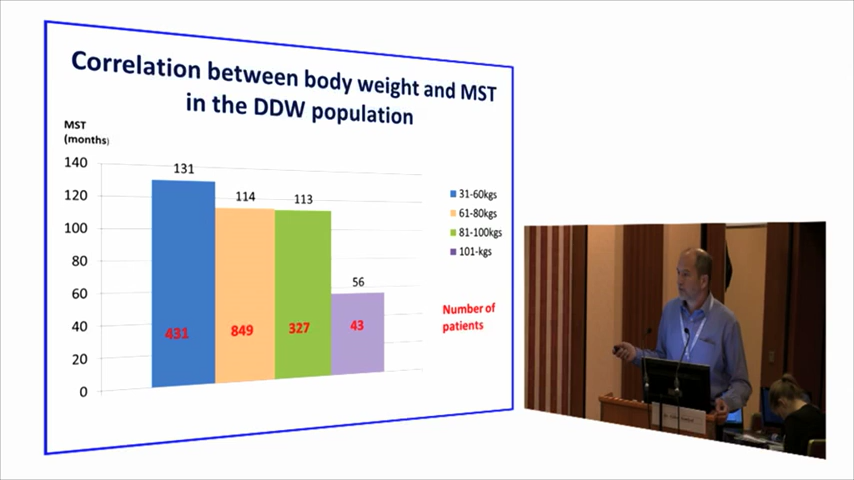 Correlation between body weight and MST
in the DDW population
MST
(months)
140
120
100
80
60
40
20
0
131
114
113
56
431
849
327
43
31-60kgs
61-80kgs
81-100kgs
101-kgs
Number of
patients